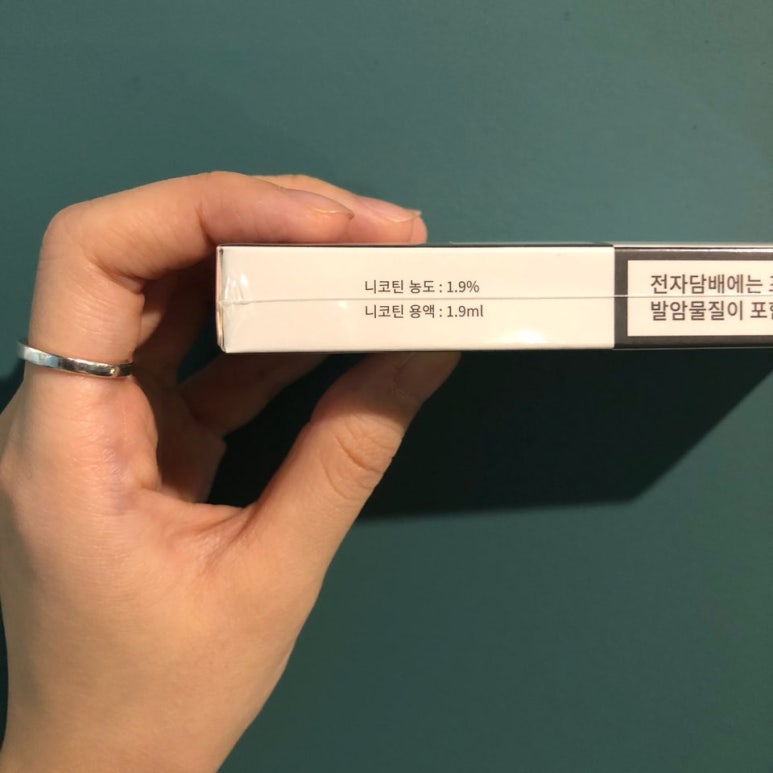 니코틴 농도 : 1.9%
니코틴 용액 : 1.9ml
전자담배에는
발암물질이